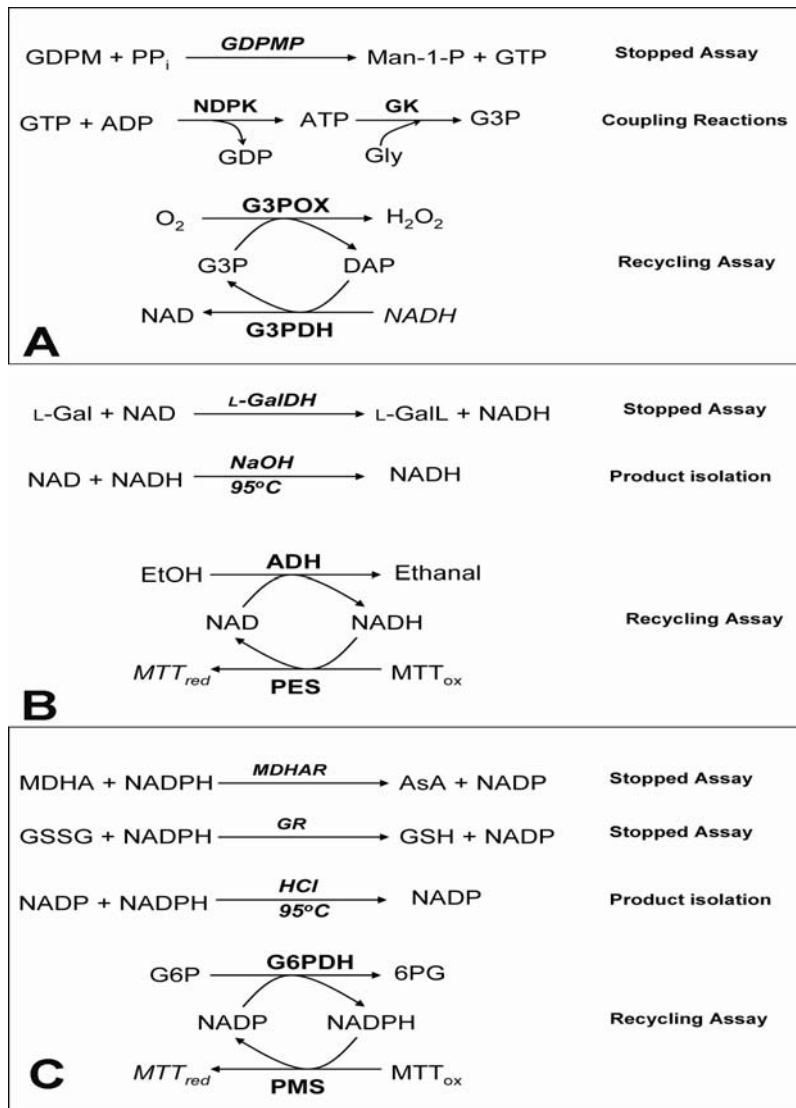 GDPMP
GDPM + PPi Man-1-P + GTP Stopped Assay
NDPK GK
GTP + ADP ATP G3P Coupling Reactions
GDP Gly
G3POX
O2 H2O2
G3P DAP Recycling Assay
NAD NADH
G3PDH
A
L-GalDH
L-Gal + NAD L-GalL + NADH Stopped Assay
NaOH
NAD + NADH NADH Product isolation
95oC
ADH
EtOH Ethanal
NAD NADH Recycling Assay
MTTred MTTox
PES
B
MDHAR
MDHA + NADPH AsA + NADP Stopped Assay
GR
GSSG + NADPH GSH + NADP Stopped Assay
HCl
NADP + NADPH NADP Product isolation
95oC
G6PDH
G6P 6PG
NADP NADPH Recycling Assay
MTTred MTTox
PMS
C